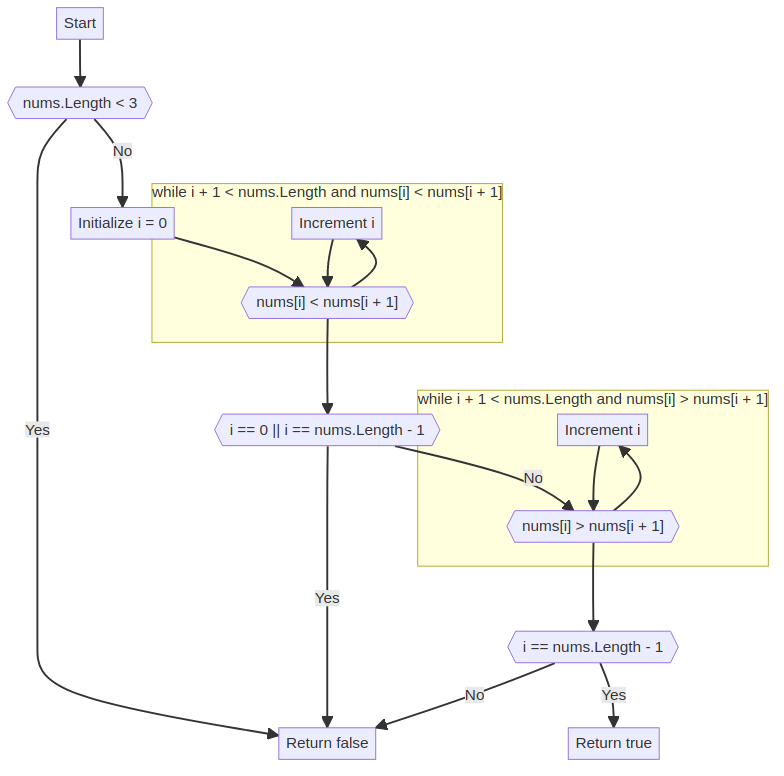 Start
nums.Length < 3
No
while i + 1 < nums.Length and nums[i] < nums[i + 1]
Initialize i = 0
Increment i
nums[i] < nums[i + 1]
while i + 1 < nums.Length and nums[i] > nums[i + 1]
Yes
i == 0 || i == nums.Length - 1
Increment i
No
nums[i] > nums[i + 1]
Yes
i == nums.Length - 1
No
Yes
Return false
Return true